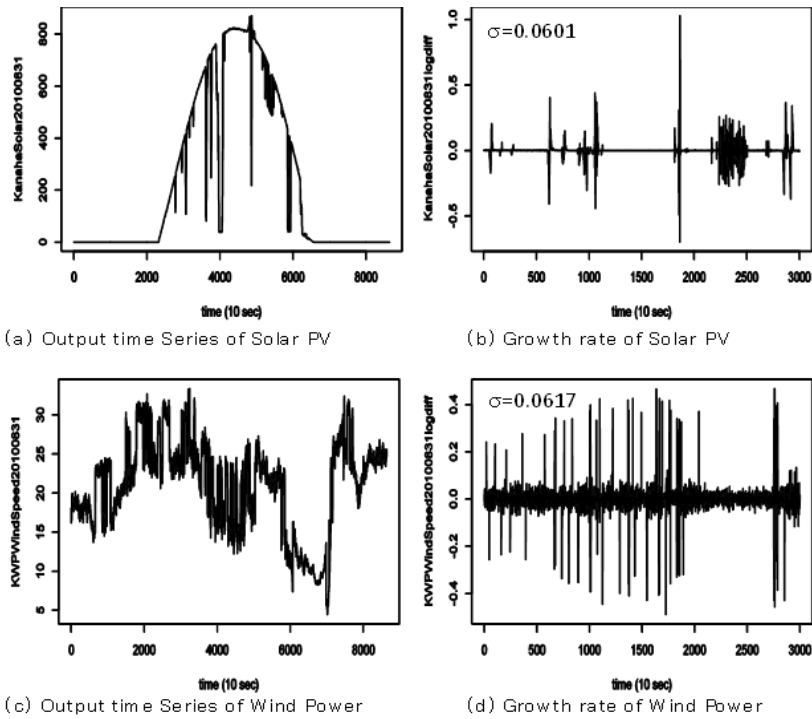 800
600
400
200
0
KanahaSolar20100831
0 2000 4000 6000 8000
time (10 sec)
(a) Output time Series of Solar PV
σ=0.0601
1.0
0.5
0.0
-0.5
KanahaSolar20100831logdiff
0 500 1000 1500 2000 2500 3000
time (10 sec)
(b) Growth rate of Solar PV
30
25
20
15
10
5
KWPWindSpeed20100831
0 2000 4000 6000 8000
time (10 sec)
(c) Output time Series of Wind Power
σ=0.0617
0.4
0.2
0.0
-0.2
-0.4
KWPWindSpeed20100831logdiff
0 500 1000 1500 2000 2500 3000
time (10 sec)
(d) Growth rate of Wind Power